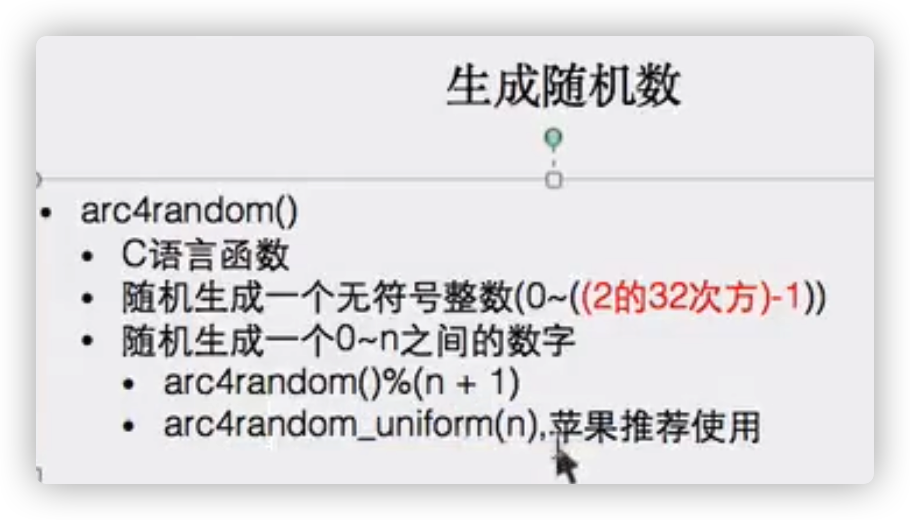 生成随机数
• arc4random()
• C语言函数
• 随机生成一个无符号整数(0~((2的32次方)-1))
• 随机生成一个0~n之间的数字
• arc4random()%(n + 1)
• arc4random_uniform(n),苹果推荐使用